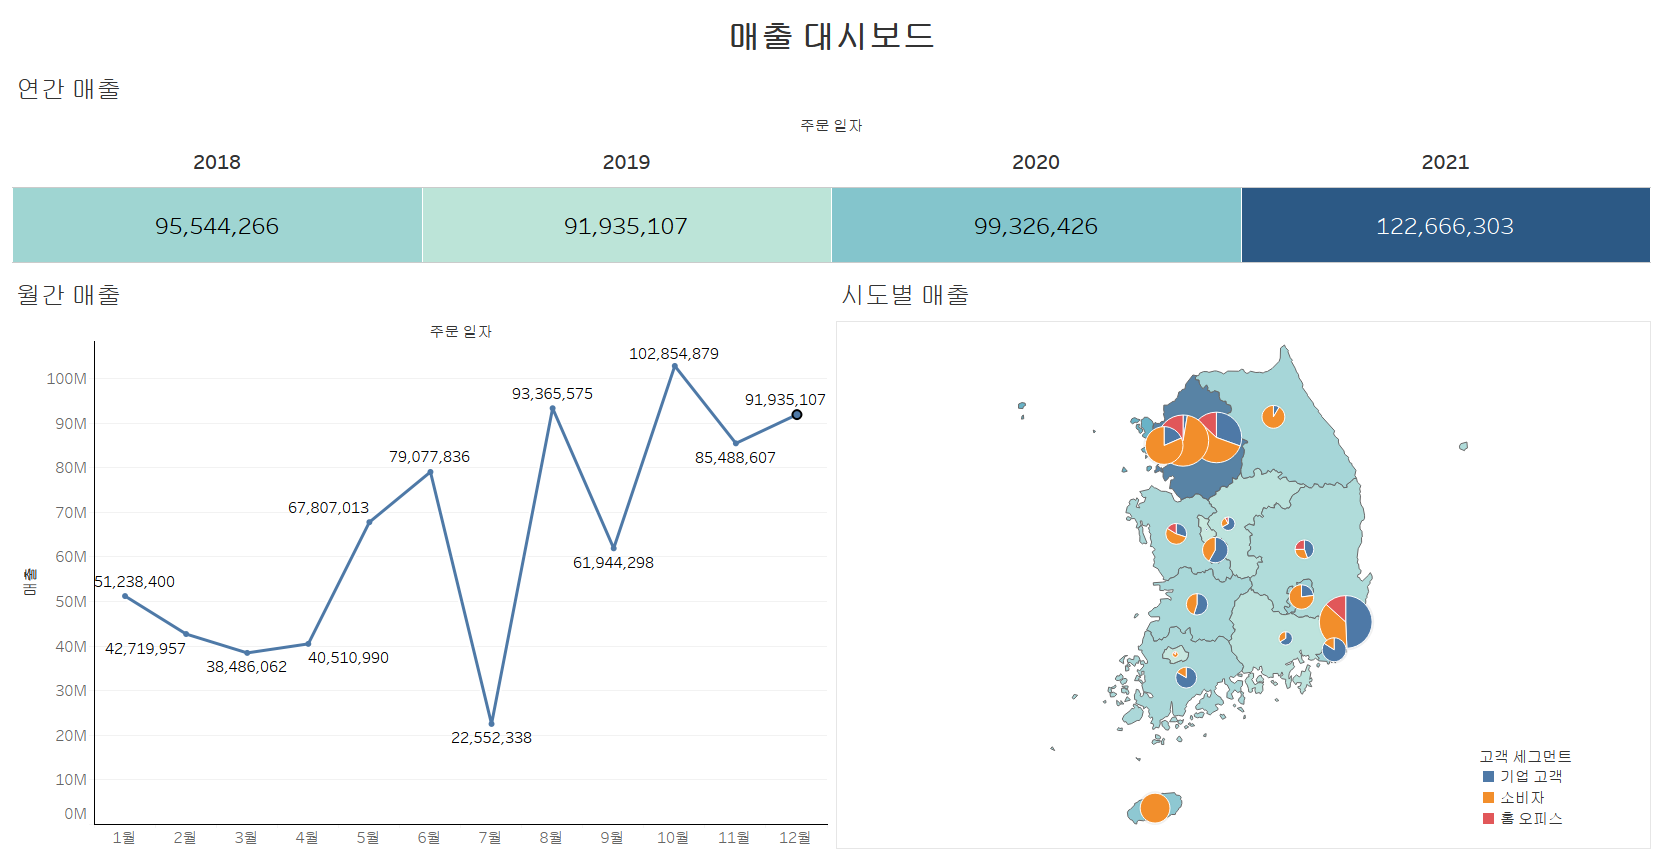 매출 대시보드
연간 매출
주문 일자
2018 2019 2020 2021
95,544,266 91,935,107 99,326,426 122,666,303
월간 매출
주문 일자
매출
100M
90M
80M
70M
60M
50M
40M
30M
20M
10M
0M
51,238,400
42,719,957
38,486,062
40,510,990
67,807,013
79,077,836
22,552,338
93,365,575
61,944,298
102,854,879
85,488,607
91,935,107
1월 2월 3월 4월 5월 6월 7월 8월 9월 10월 11월 12월
시도별 매출
고객 세그먼트
기업 고객
소비자
홈 오피스